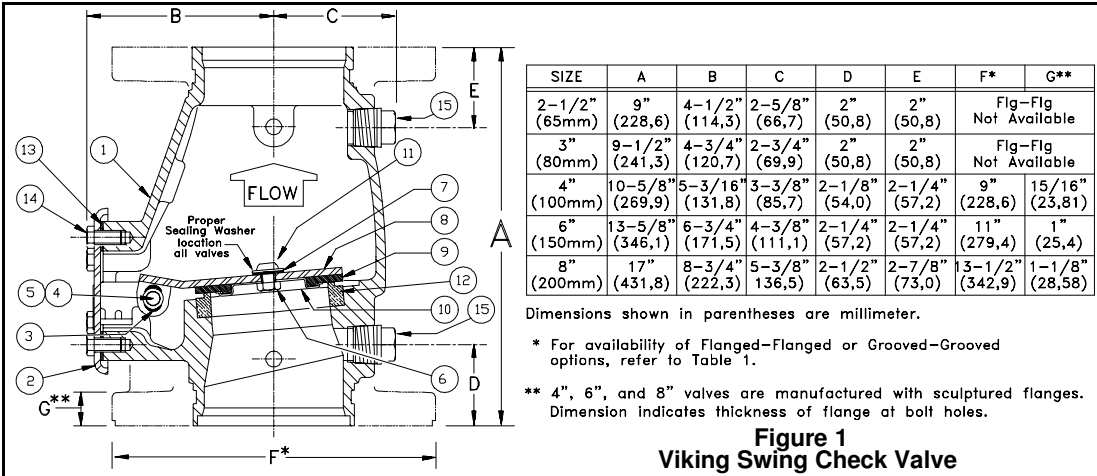 B
C
E
15
13
1
11
14
FLOW
7
A
Proper
Sealing Washer
location
all valves
8
9
5
4
12
10
15
3
2
6
D
G**
F*
SIZE A B C D E F* G**
2-1/2" 9" 4-1/2" 2-5/8" 2" 2" Flg-Flg
(65mm) (228,6) (114,3) (66,7) (50,8) (50,8) Not Available
3" 9-1/2" 4-3/4" 2-3/4" 2" 2" Flg-Flg
(80mm) (241,3) (120,7) (69,9) (50,8) (50,8) Not Available
4" 10-5/8" 5-3/16" 3-3/8" 2-1/8" 2-1/4" 9" 15/16"
(100mm) (269,9) (131,8) (85,7) (54,0) (57,2) (228,6) (23,81)
6" 13-5/8" 6-3/4" 4-3/8" 2-1/4" 2-1/4" 11" 1"
(150mm) (346,1) (171,5) (111,1) (57,2) (57,2) (279,4) (25,4)
8" 17" 8-3/4" 5-3/8" 2-1/2" 2-7/8" 13-1/2" 1-1/8"
(200mm) (431,8) (222,3) 136,5) (63,5) (73,0) (342,9) (28,58)
Dimensions shown in parentheses are millimeter.
* For availability of Flanged-Flanged or Grooved-Grooved
options, refer to Table 1.
** 4", 6", and 8" valves are manufactured with sculptured flanges.
Dimension indicates thickness of flange at bolt holes.
Figure 1
Viking Swing Check Valve